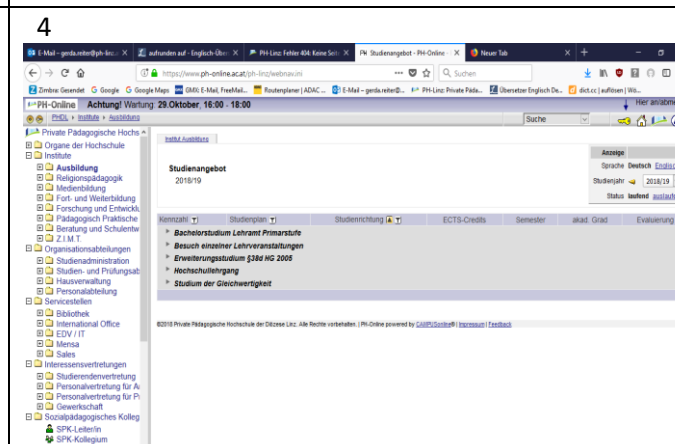 4
E-Mail – gerda.reiter@ph-linz.
aufrunden auf - Englisch-Über
PH-Linz: Fehler 404: Keine Seit
Studienangebot - PH-Online -
Neuer Tab
https://www.ph-online.ac.at/ph-linz/webnav.ini
Suchen
Zimbra: Gesendet
Google
Google Maps
GMX: E-Mail, FreeMail...
Routenplaner | ADAC ...
E-Mail – gerda.reiter@...
PH-Linz: Private Päda...
Übersetzer Englisch De...
dict.cc | auflösen | Wö...
PH-Online
Achtung! Wartung: 29.Oktober, 16:00 - 18:00
Hier an/abme
PHDL › Institute › Ausbildung
Suche
Private Pädagogische Hochs
Organe der Hochschule
Institute
Ausbildung
Religionspädagogik
Medienbildung
Fort- und Weiterbildung
Forschung und Entwicklu
Pädagogisch Praktische
Beratung und Schulentw
Z.I.M.T.
Organisationsabteilungen
Studienadministration
Studien- und Prüfungsab
Hausverwaltung
Personalabteilung
Servicestellen
Bibliothek
International Office
EDV / IT
Mensa
Sales
Interessensvertretungen
Studierendenvertretung
Personalvertretung für A
Personalvertretung für P
Gewerkschaft
Sozialpädagogisches Kolleg
SPK-Leiter/in
SPK-Kollegium
Institut Ausbildung
Studienangebot
2018/19
Anzeige
Sprache Deutsch Englisc
Studienjahr 2018/19
Status laufend auslaufe
Kennzahl Studienplan Studienrichtung ECTS-Credits Semester akad. Grad Evaluierung
Bachelorstudium Lehramt Primarstufe
Besuch einzelner Lehrveranstaltungen
Erweiterungsstudium §38d HG 2005
Hochschullehrgang
Studium der Gleichwertigkeit
©2018 Private Pädagogische Hochschule der Diözese Linz. Alle Rechte vorbehalten. | PH-Online powered by CAMPUSonline® | Impressum | Feedback